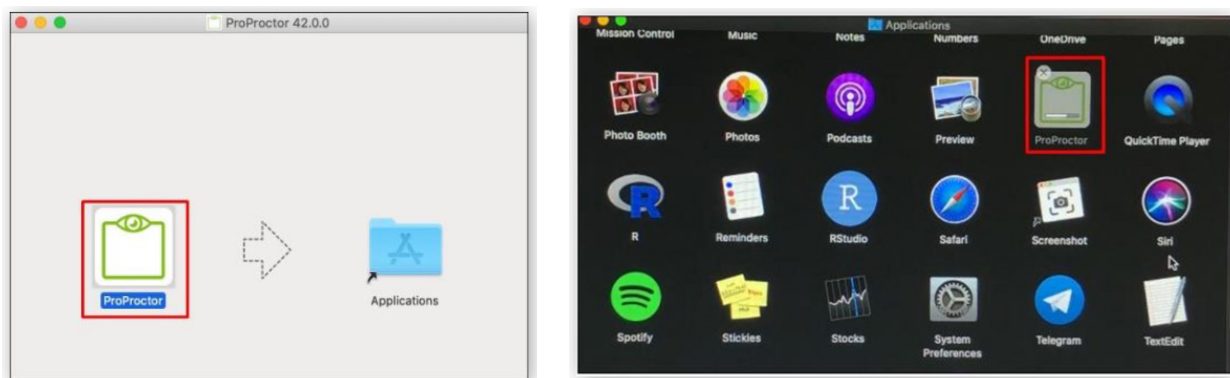 ProProctor 42.0.0
ProProctor
Applications
Applications
Mission Control Music Notes Numbers OneDrive Pages
Photo Booth Photos Podcasts Preview ProProctor QuickTime Player
R Reminders RStudio Safari Screenshot Siri
Spotify Stickies Stocks System Preferences Telegram TextEdit